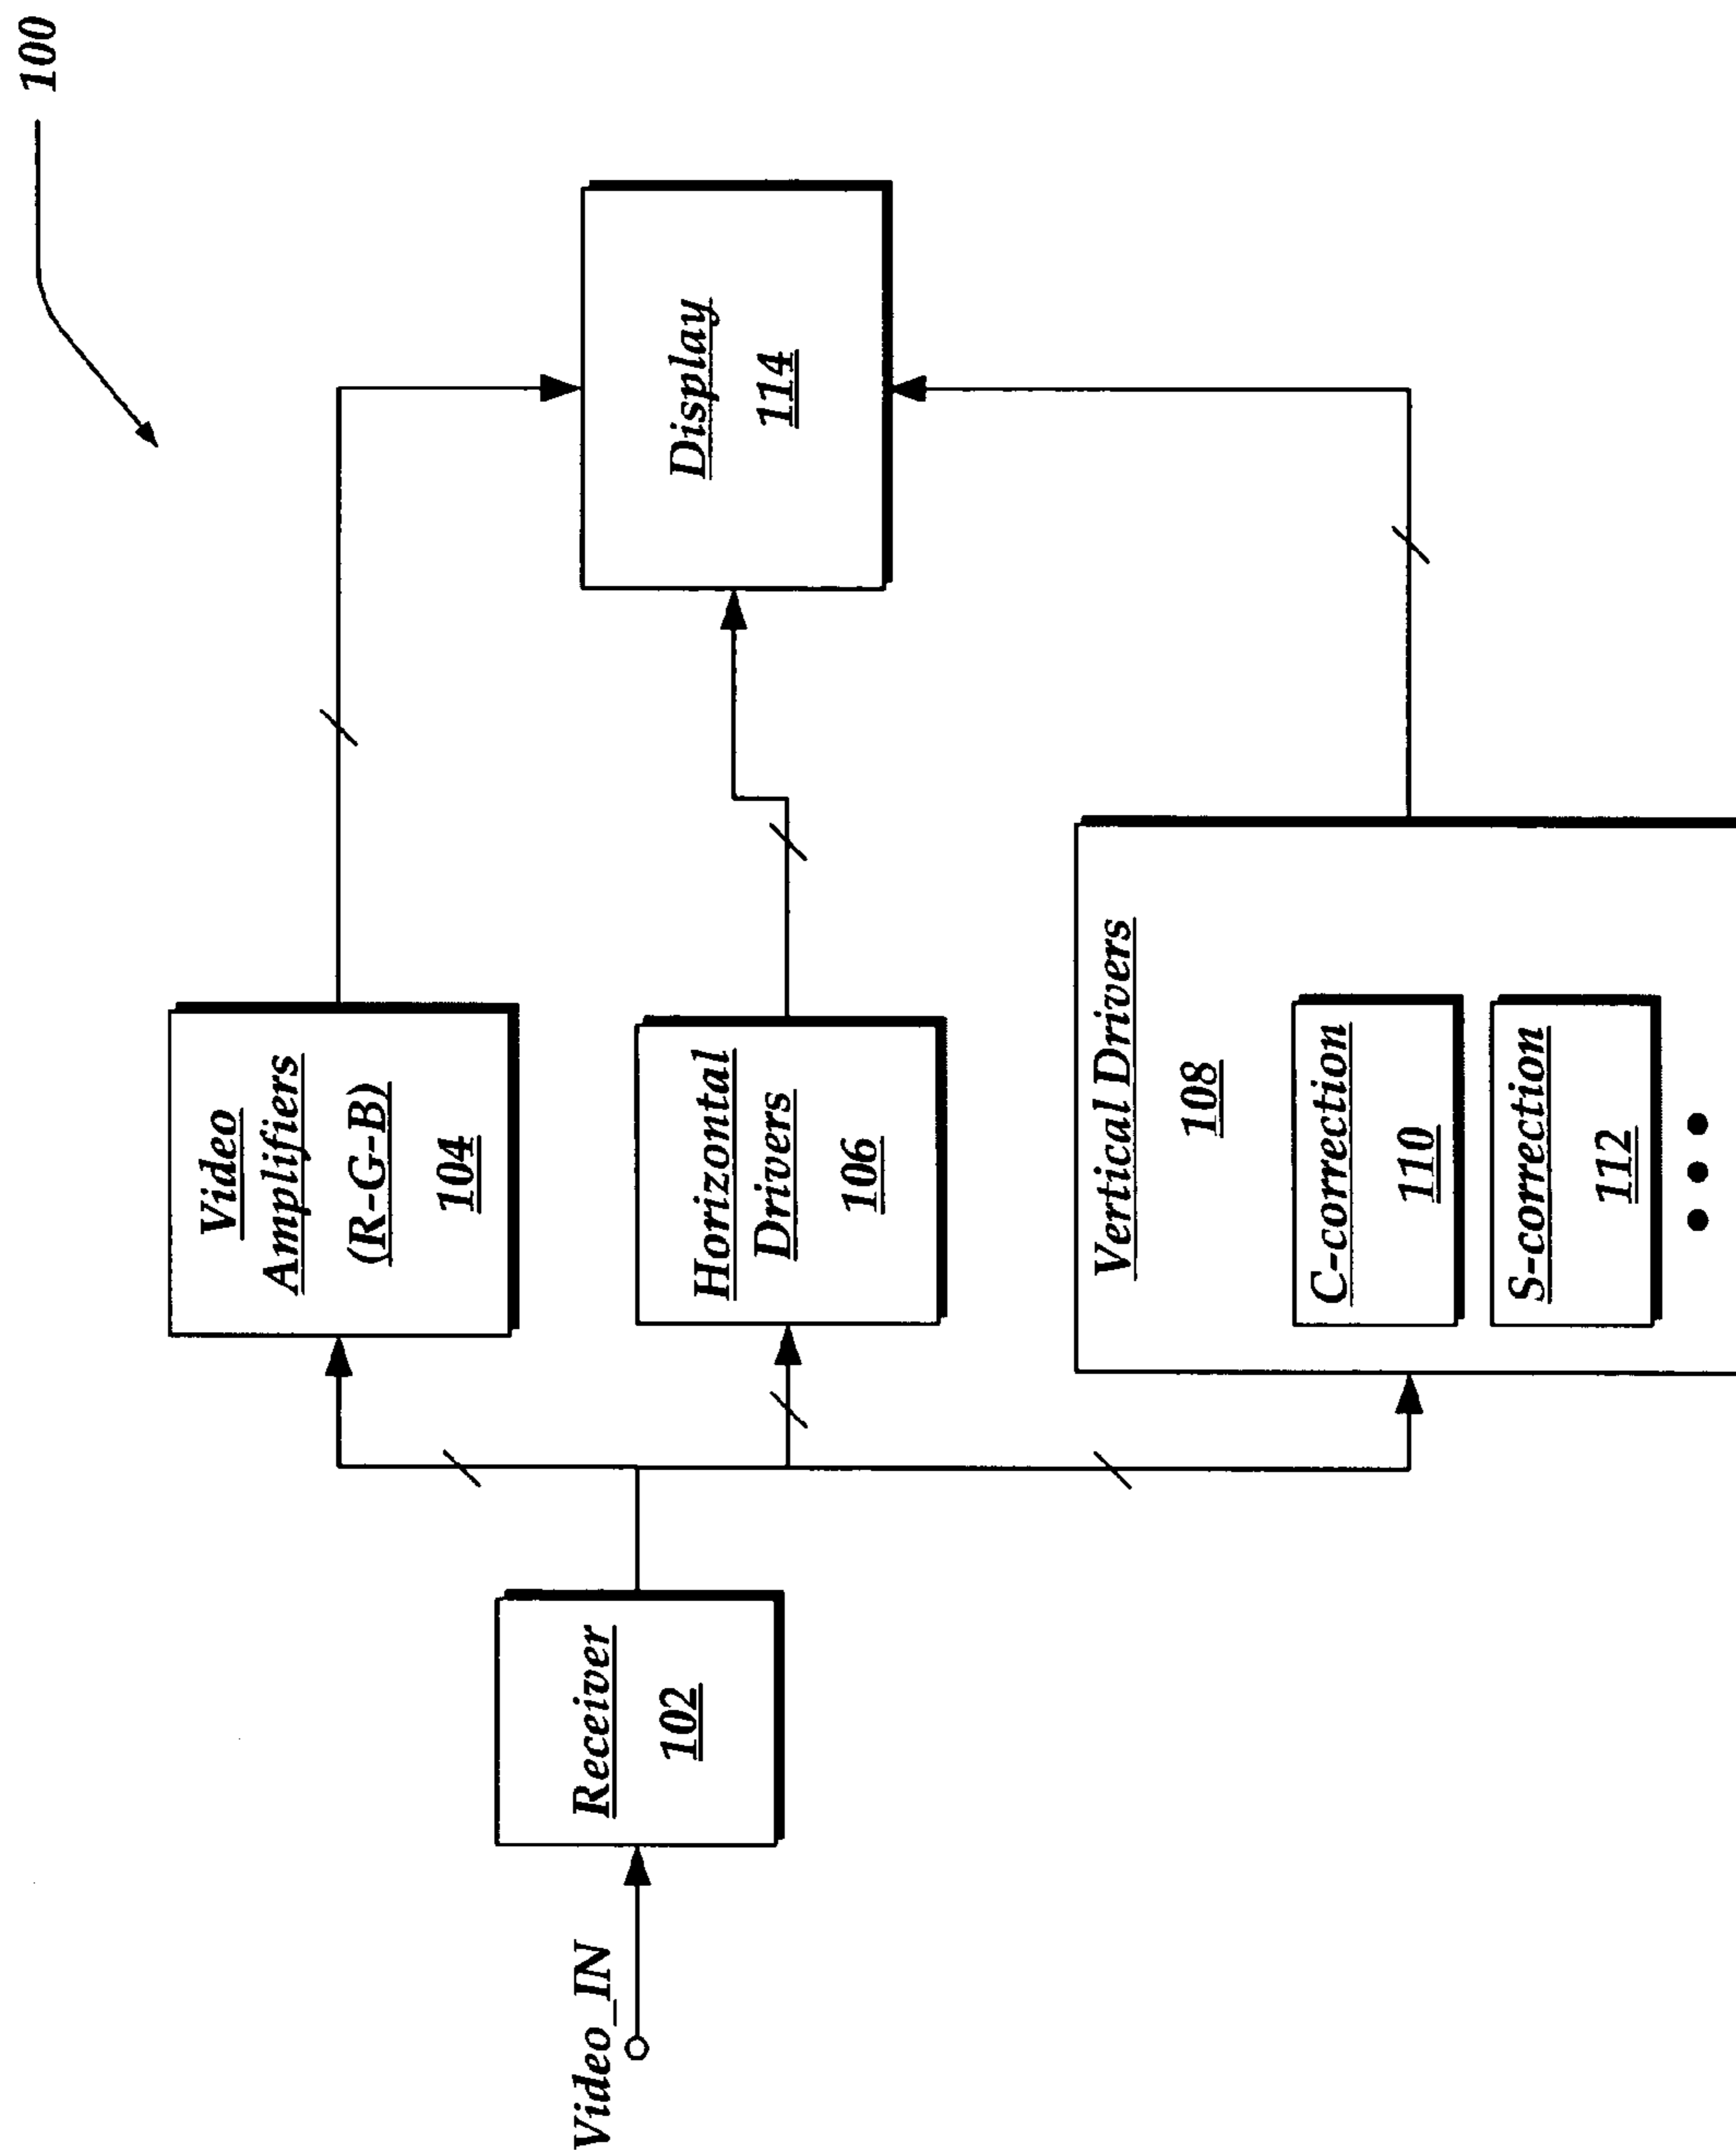 100
Video_IN
Receiver
102
Video
Amplifiers
(R-G-B)
104
Horizontal
Drivers
106
Vertical Drivers
108
C-correction
110
S-correction
112
Display
114